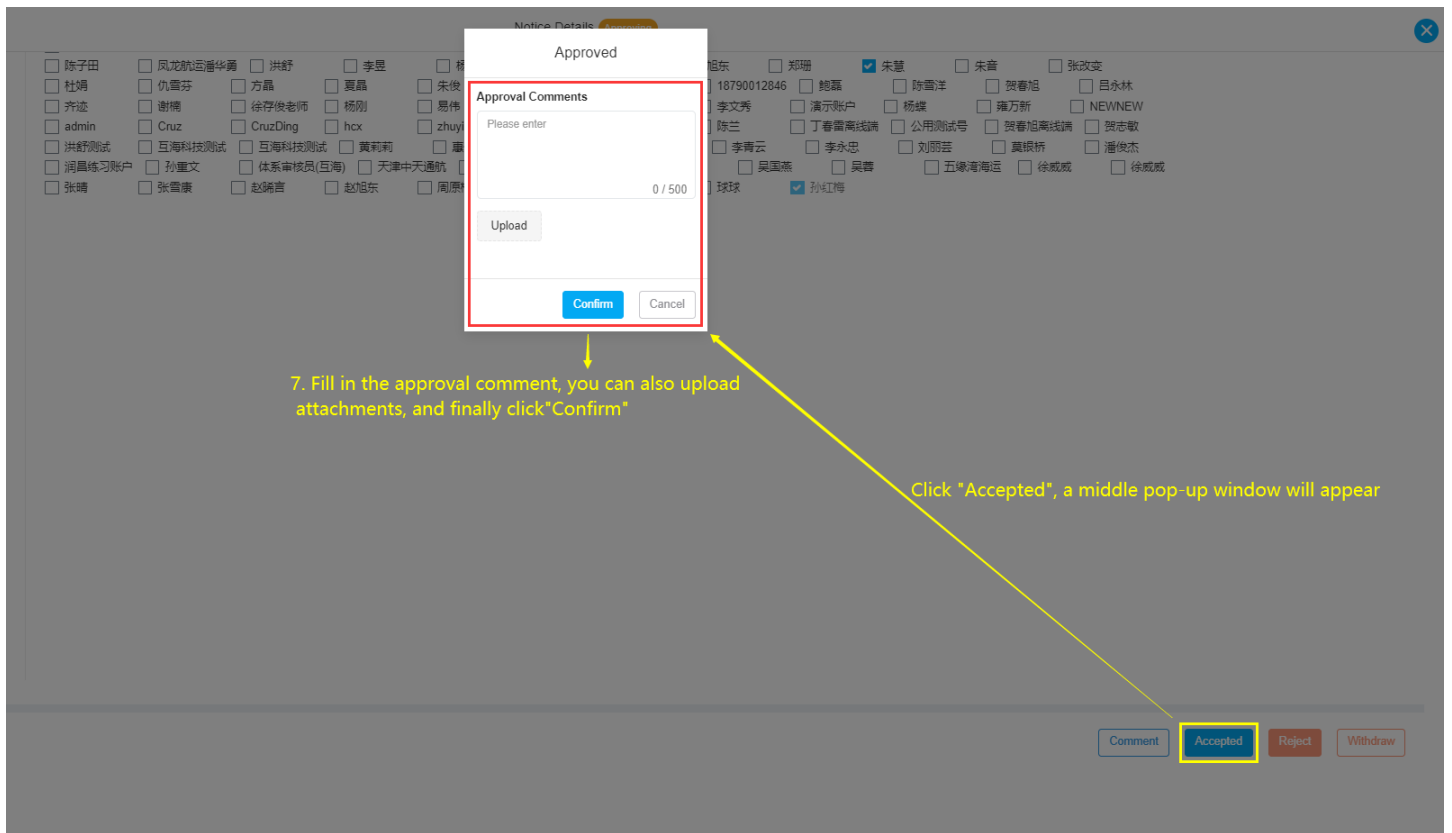 Notice Details Approving
Approved
陈子田 凤龙航运潘华勇 洪舒 李昱 旭东 郑珊 朱慧 朱音 张改变
杜娟 仇雪芬 方晶 夏晶 朱俊 18790012846 鲍磊 陈雪洋 贺春旭 吕永林
齐迹 谢楠 徐存俊老师 杨刚 易伟 李文秀 演示账户 杨蝶 雍万新 NEWNEW
admin Cruz CruzDing hcx zhuyi 陈兰 丁春雷离线端 公用测试号 贺春旭离线端 贺志敏
洪舒测试 互海科技测试 互海科技测试 黄莉莉 李青云 李永忠 刘丽芸 莫银桥 潘俊杰
润昌练习账户 孙重文 体系审核员(互海) 天津中天通航 吴国燕 吴蓉 五缘湾海运 徐威威 徐威威
张晴 张雪康 赵晞言 赵旭东 周原 球球 孙红梅
Approval Comments
Please enter
0 / 500
Upload
Confirm Cancel
7. Fill in the approval comment, you can also upload
attachments, and finally click"Confirm"
Click "Accepted", a middle pop-up window will appear
Comment Accepted Reject Withdraw